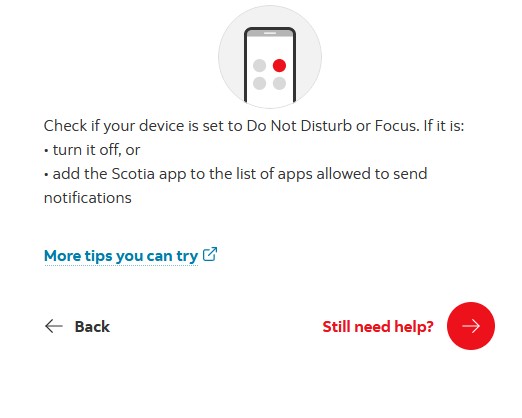 Check if your device is set to Do Not Disturb or Focus. If it is:
• turn it off, or
• add the Scotia app to the list of apps allowed to send
notifications
More tips you can try
Back
Still need help?